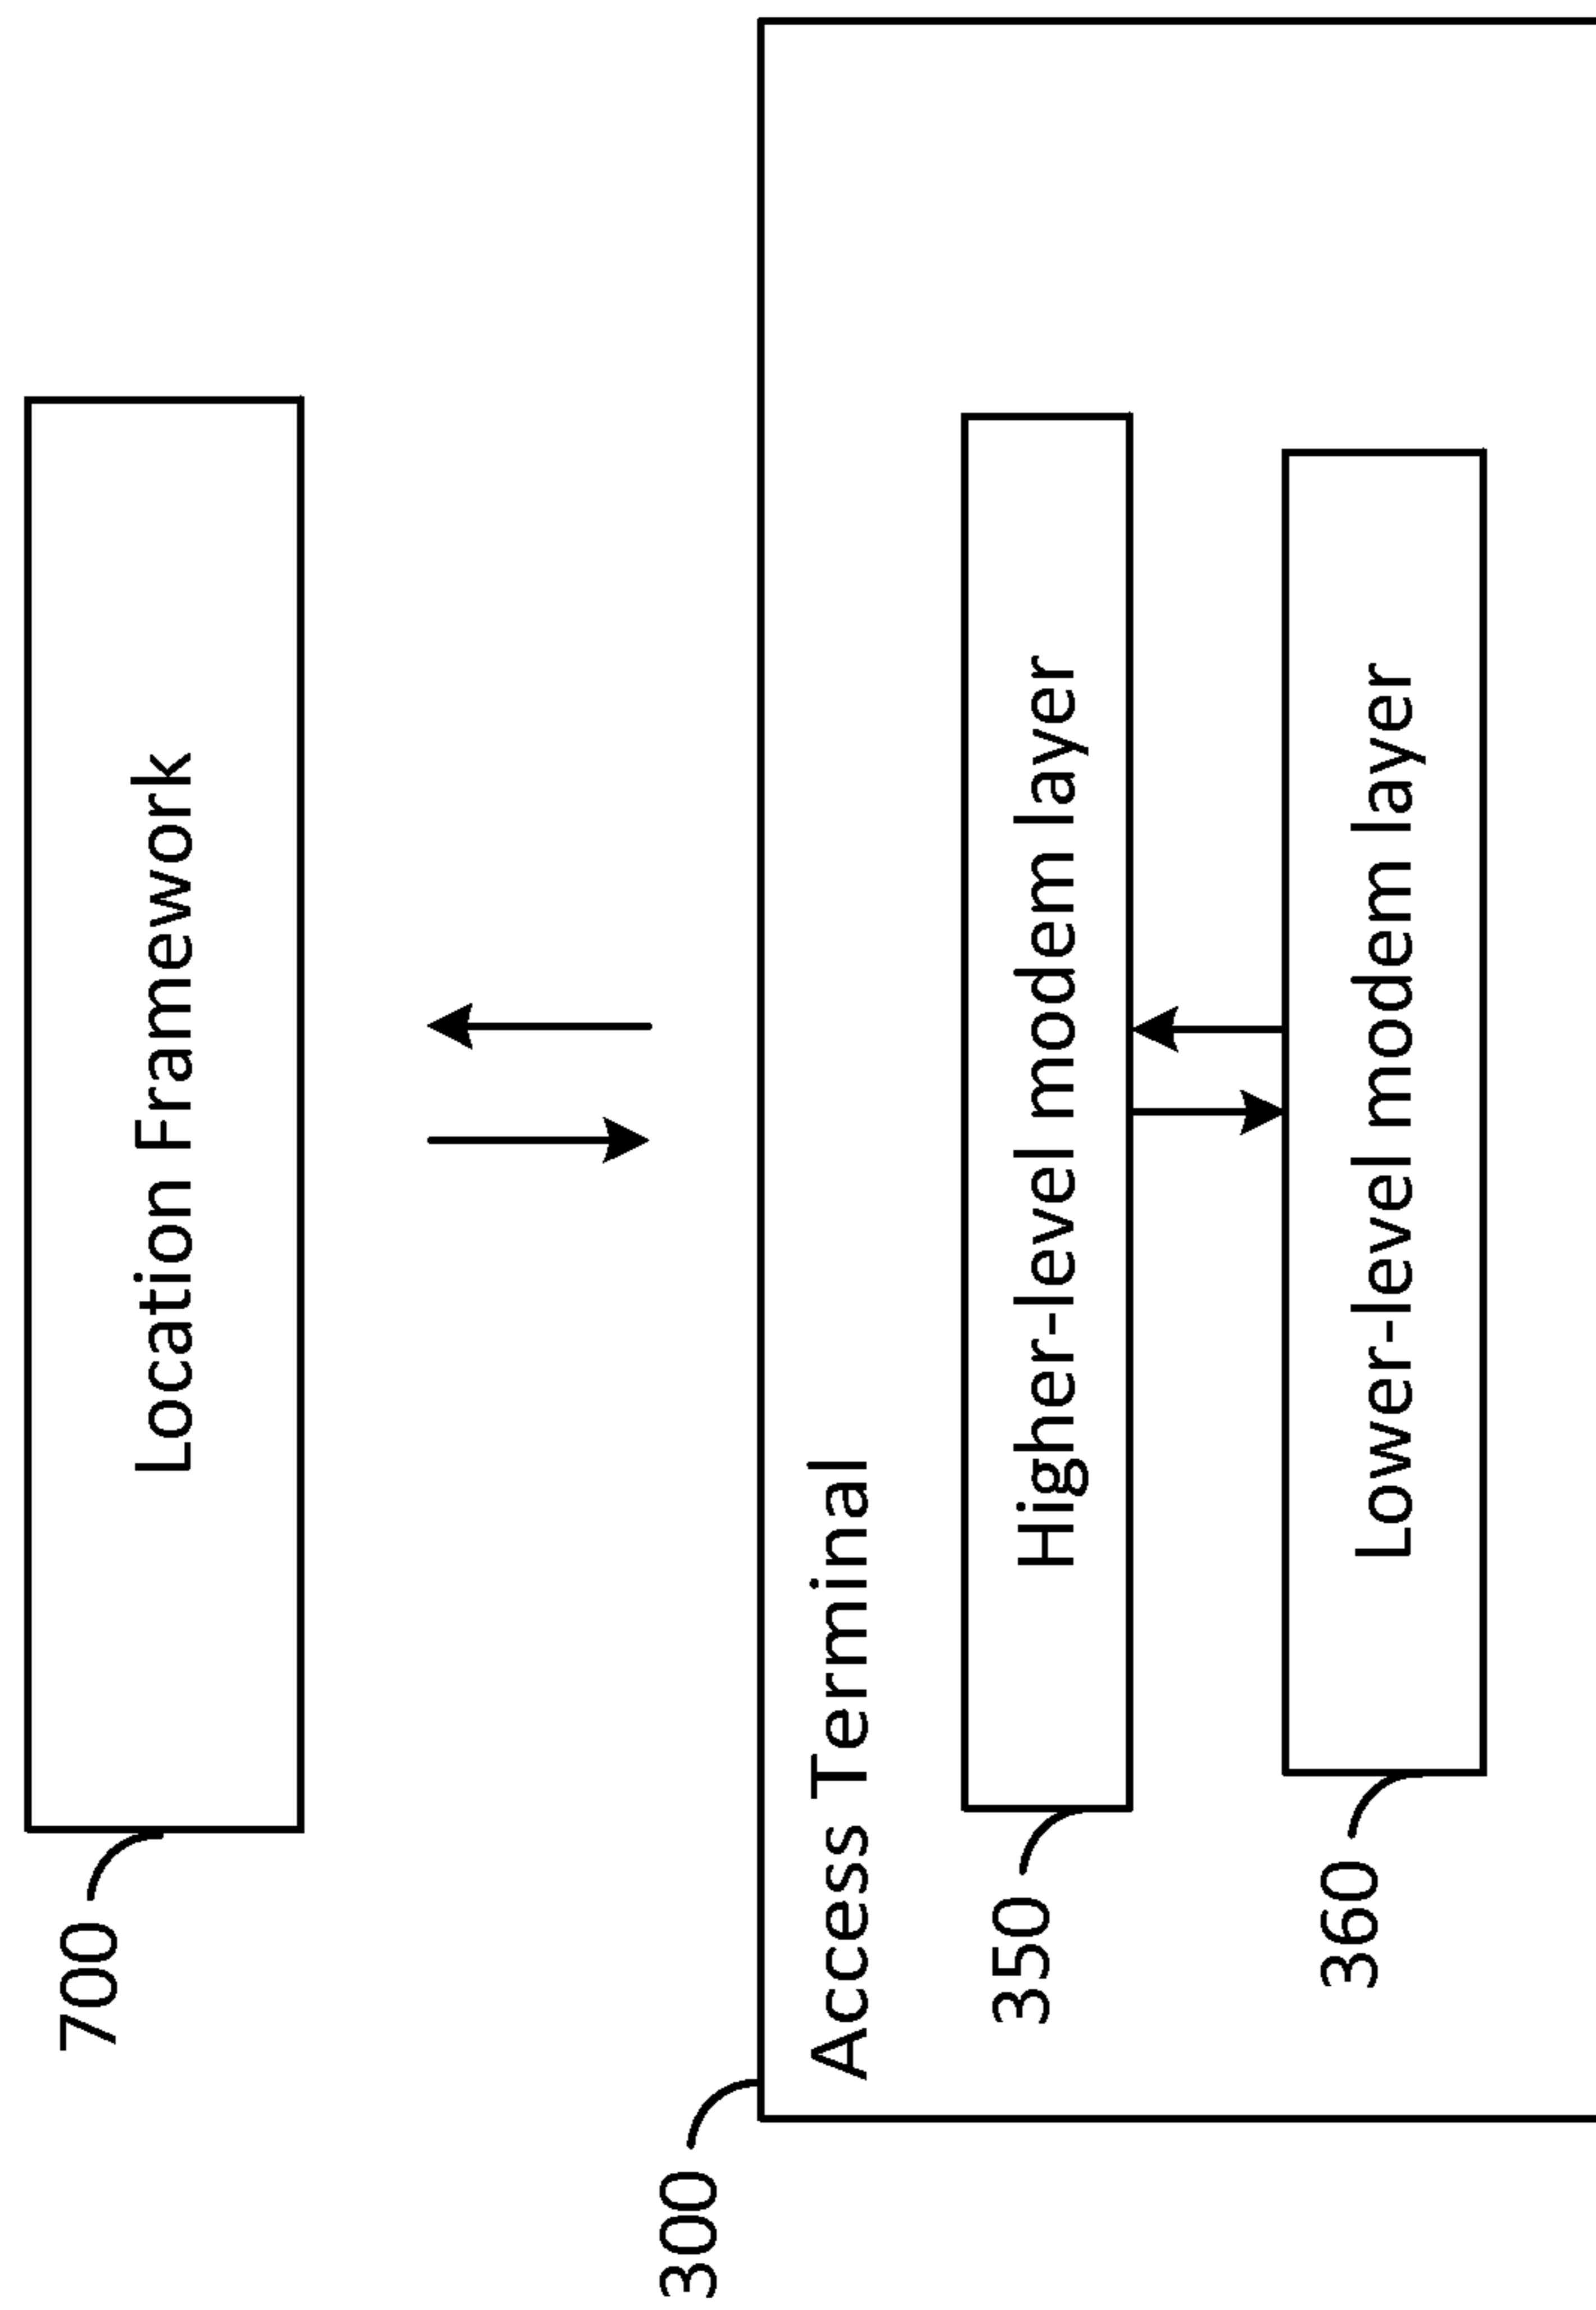 700
Location Framework
300
Access Terminal
350
Higher-level modem layer
360
Lower-level modem layer